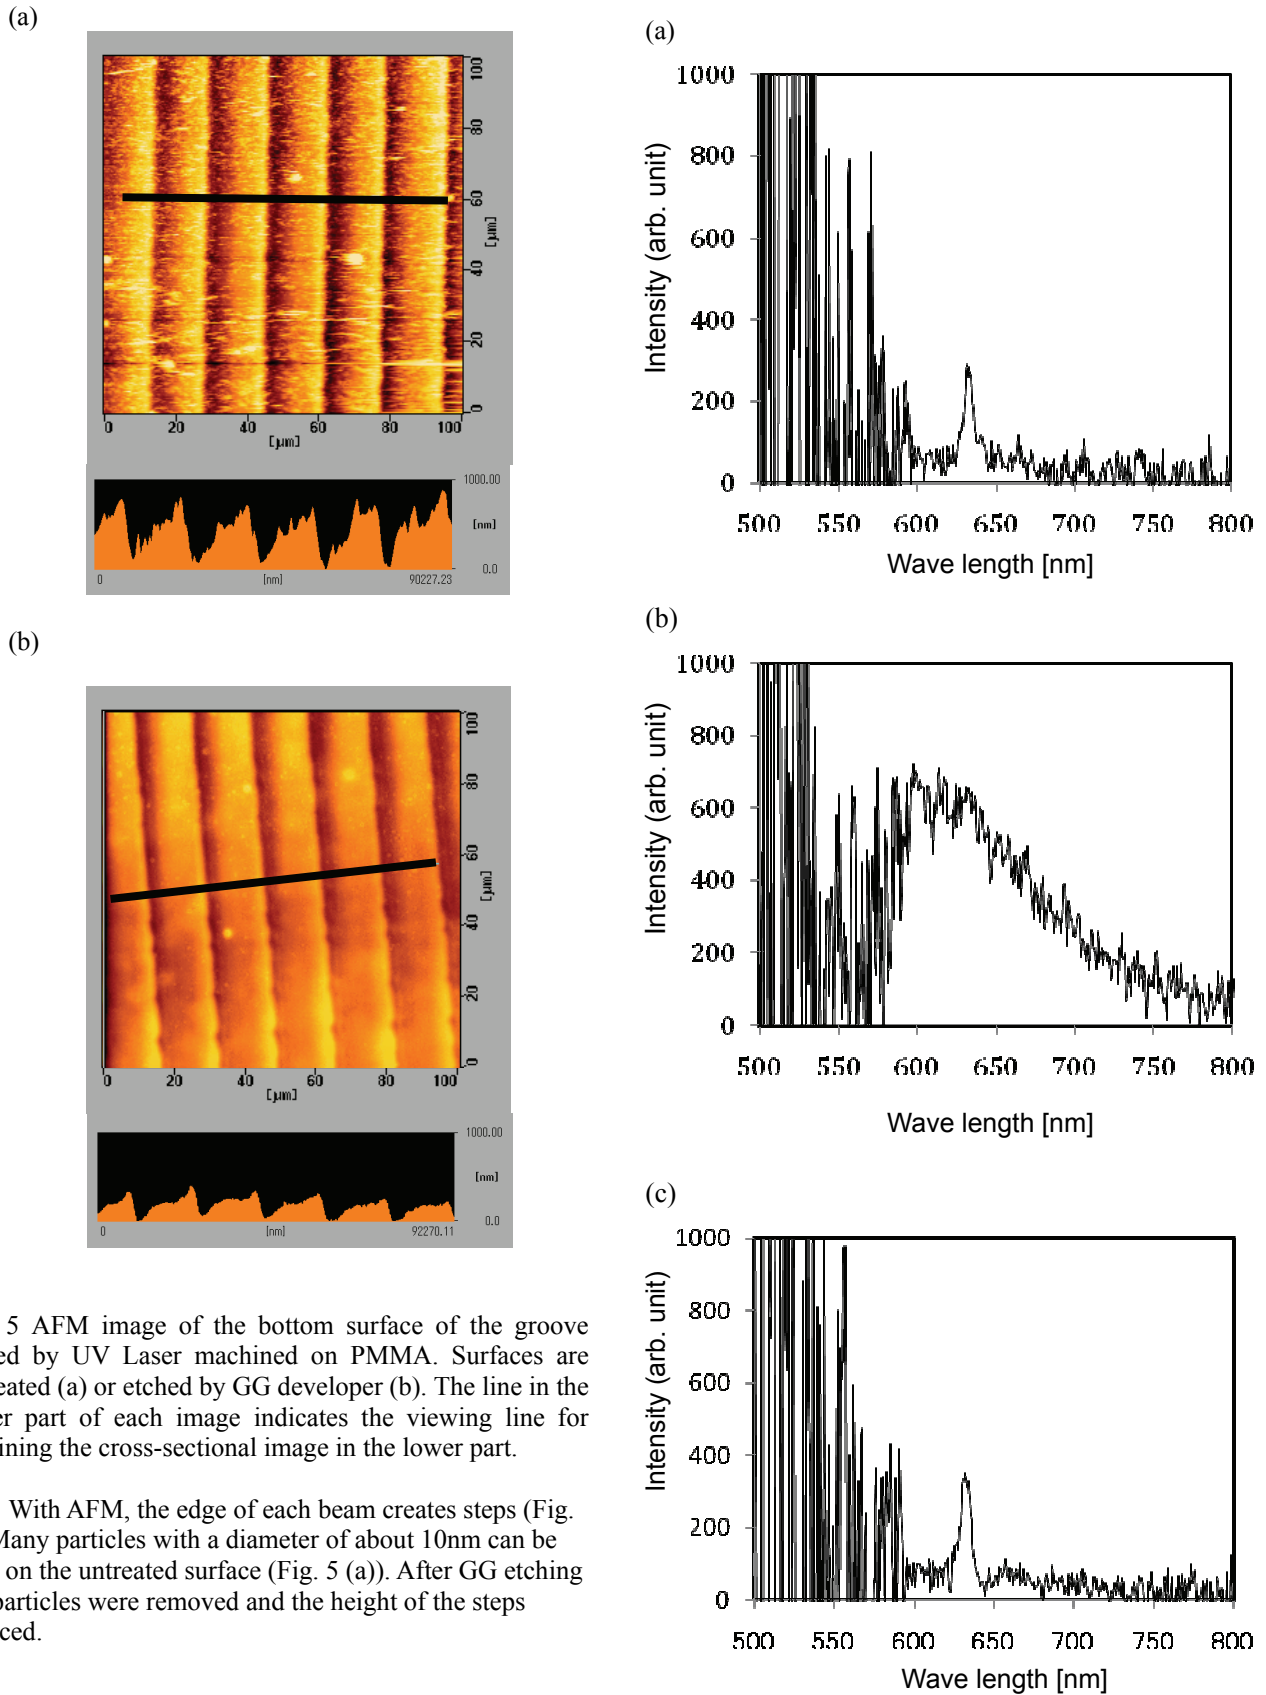 (a)
100
80
60
40
20
0
[µm]
0 20 40 60 80 100
[µm]
1000.00
[nm]
0.0
0 [nm] 90227.23
(b)
100
80
60
40
20
0
[µm]
0 20 40 60 80 100
[µm]
1000.00
[nm]
0.0
0 [nm] 92270.11
5 AFM image of the bottom surface of the groove
ed by UV Laser machined on PMMA. Surfaces are
eated (a) or etched by GG developer (b). The line in the
er part of each image indicates the viewing line for
ining the cross-sectional image in the lower part.
With AFM, the edge of each beam creates steps (Fig.
Many particles with a diameter of about 10nm can be
on the untreated surface (Fig. 5 (a)). After GG etching
particles were removed and the height of the steps
ced.
(a)
1000
800
600
400
200
0
Intensity (arb. unit)
500 550 600 650 700 750 800
Wave length [nm]
(b)
1000
800
600
400
200
0
Intensity (arb. unit)
500 550 600 650 700 750 800
Wave length [nm]
(c)
1000
800
600
400
200
0
Intensity (arb. unit)
500 550 600 650 700 750 800
Wave length [nm]